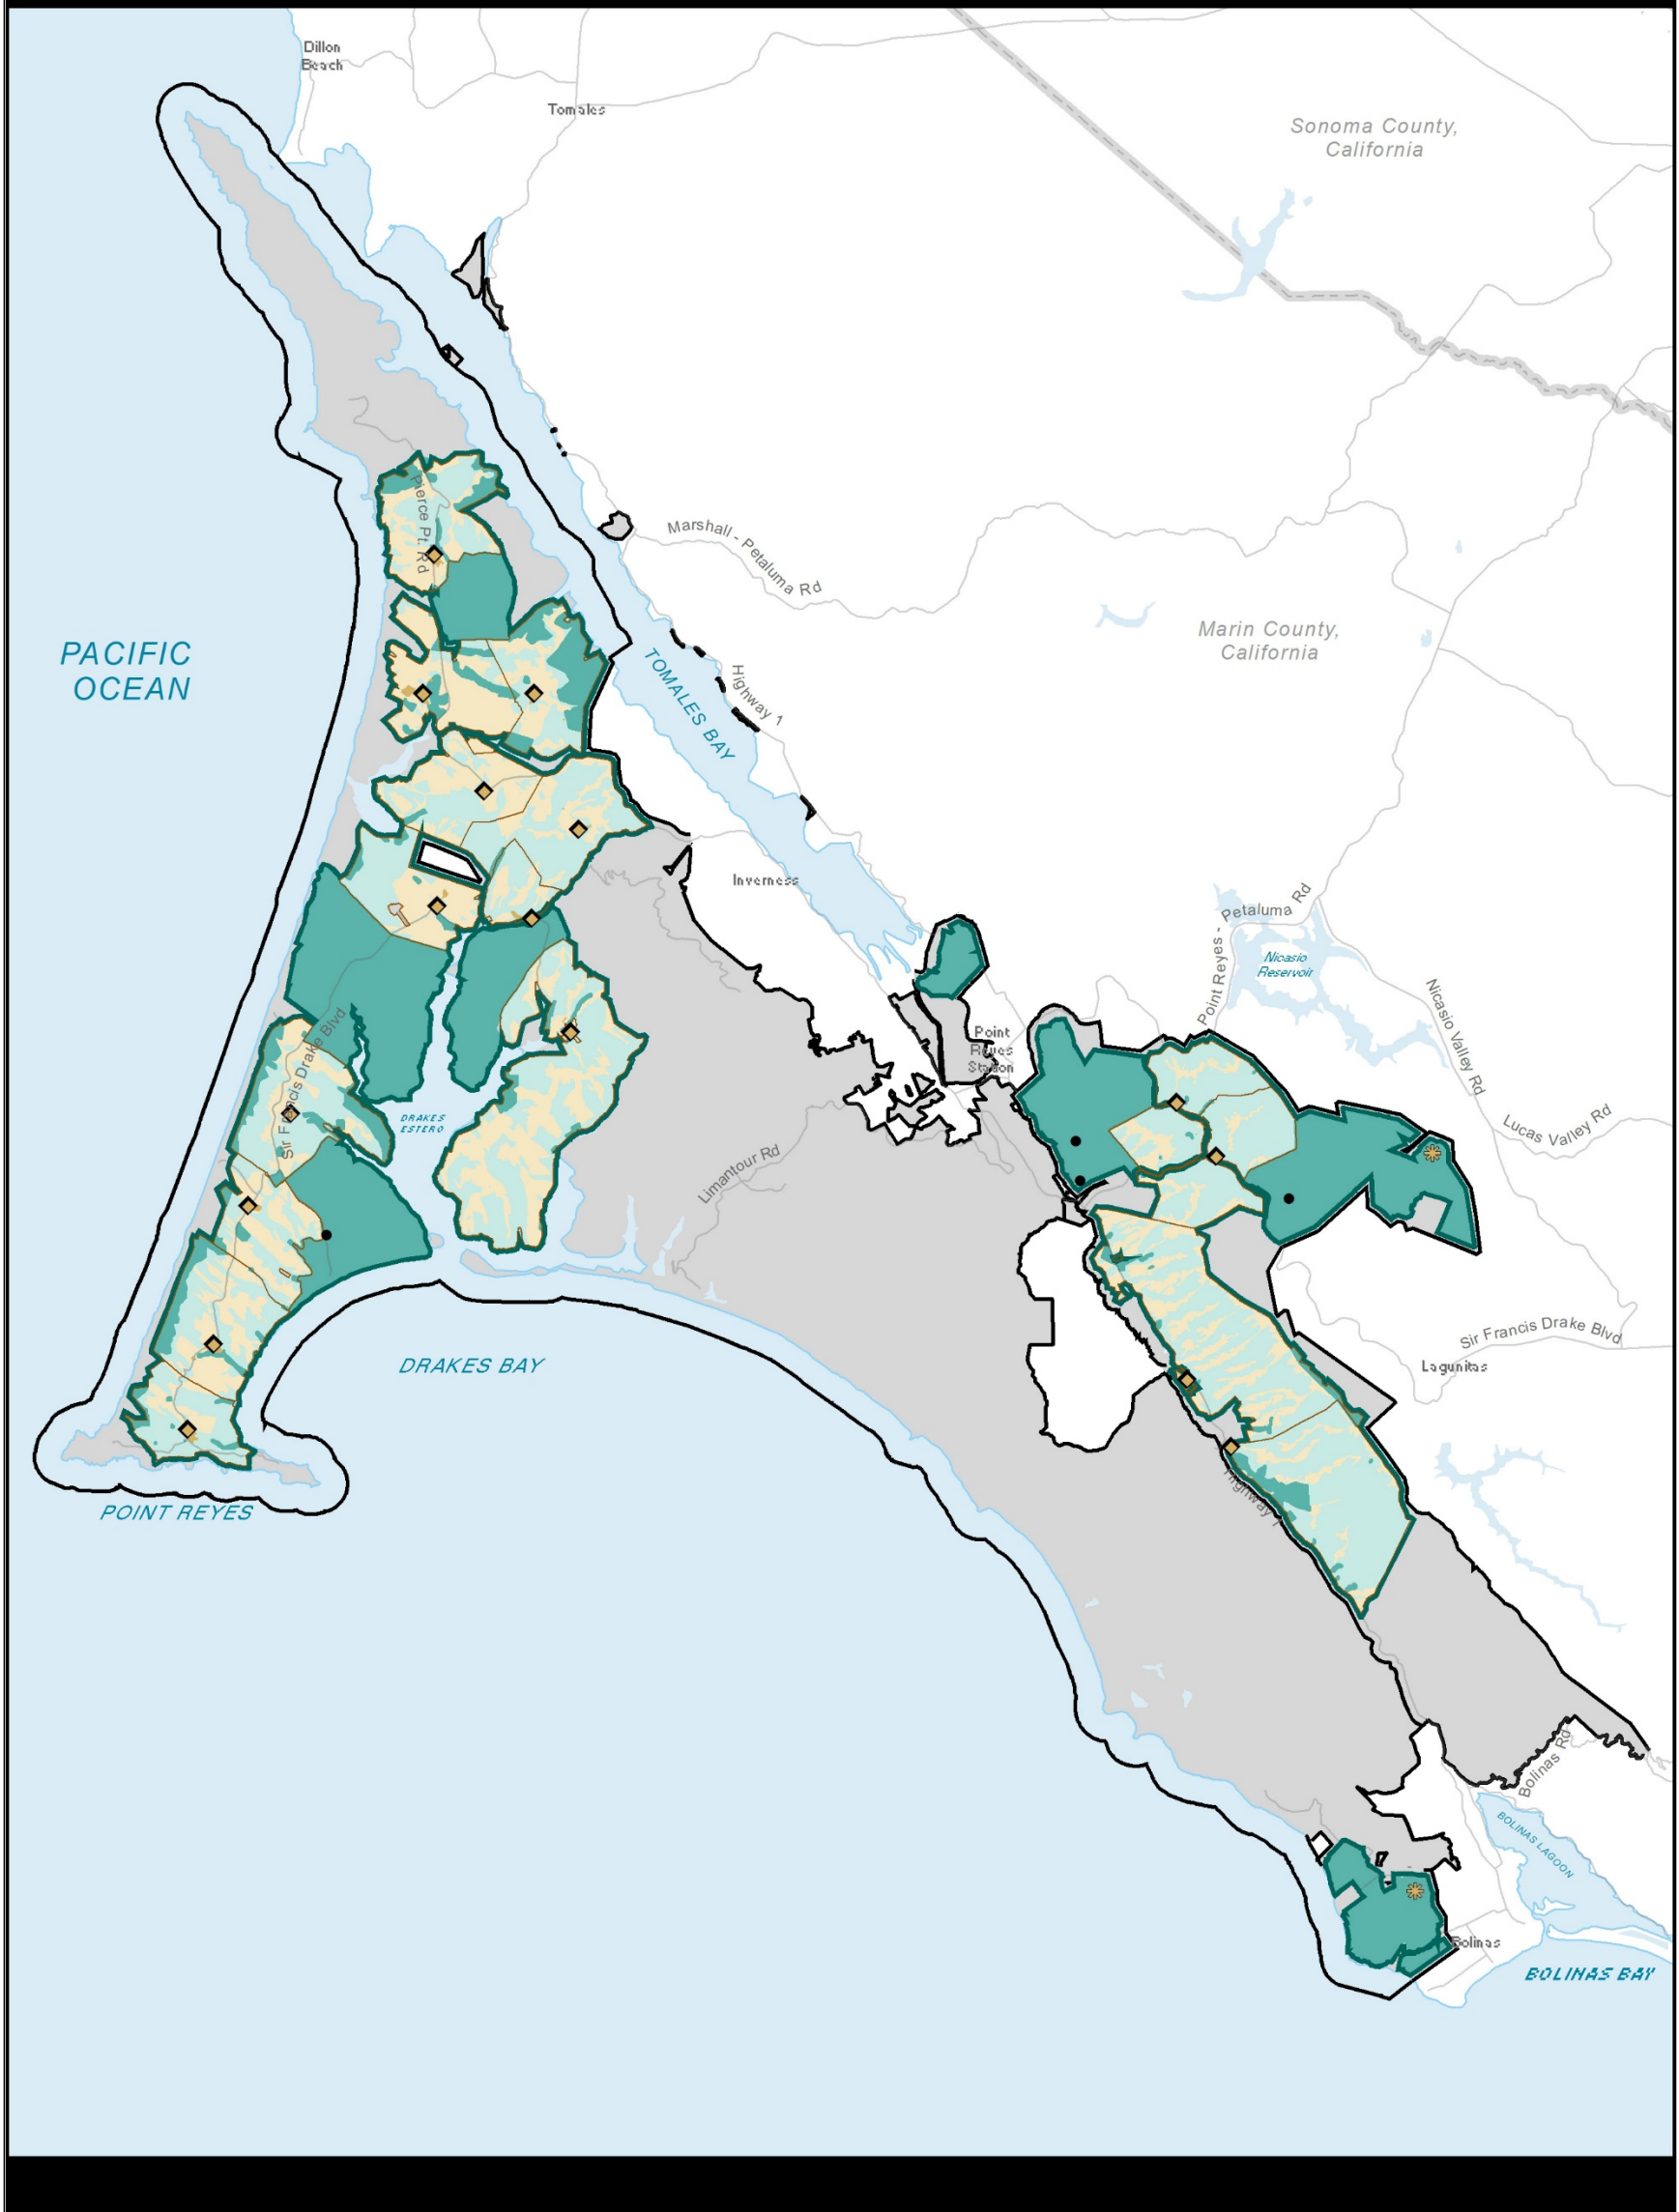 Dillon
Beach
Tomales
Sonoma County,
California
Pierce Pt. Rd
Marshall - Petaluma Rd
Marin County,
California
PACIFIC
OCEAN
TOMALES BAY
Highway 1
Inverness
Point Reyes - Petaluma Rd
Nicasio
Reservoir
Nicasio Valley Rd
Point
Reyes
Station
Sir Francis Drake Blvd
DRAKES
ESTERO
Lucas Valley Rd
Limantour Rd
Sir Francis Drake Blvd
Lagunitas
DRAKES BAY
POINT REYES
Highway 1
Bolinas Rd
BOLINAS LAGOON
Bolinas
BOLINAS BAY